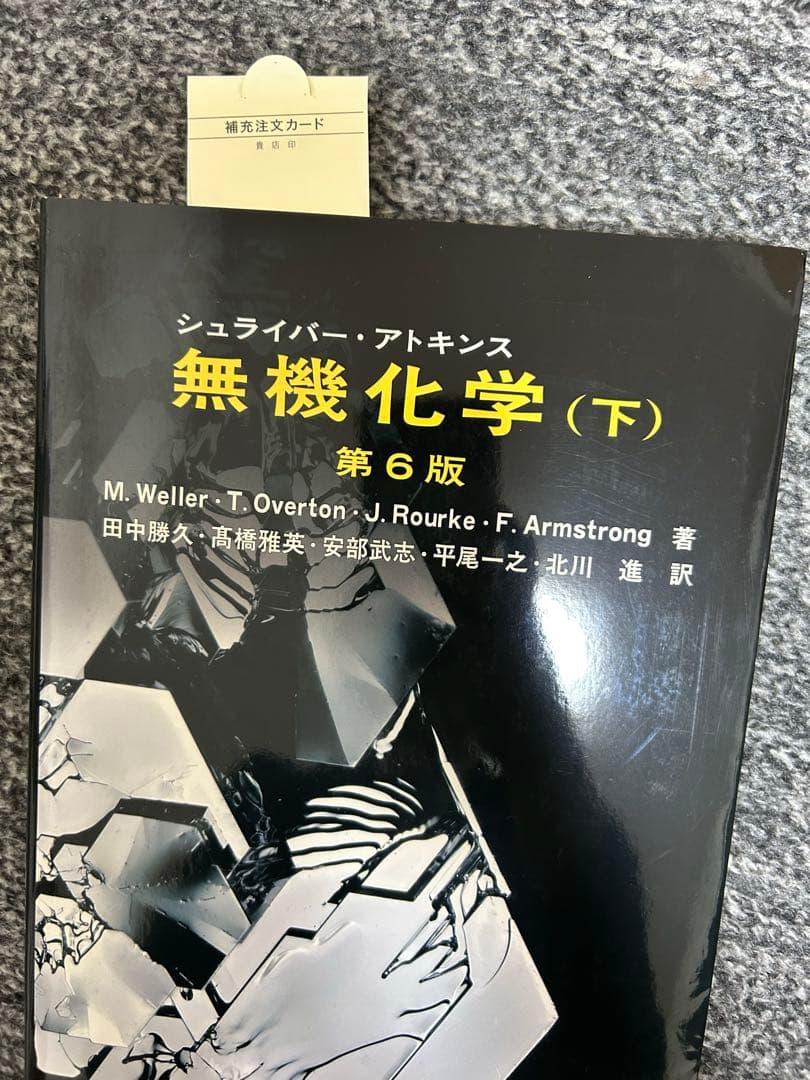 補充注文カード
貴店印
シュライバー・アトキンス
無機化学(下)
第6版
M. Weller・T. Overton・J. Rourke・F. Armstrong 著
田中勝久・髙橋雅英・安部武志・平尾一之・北川 進 訳